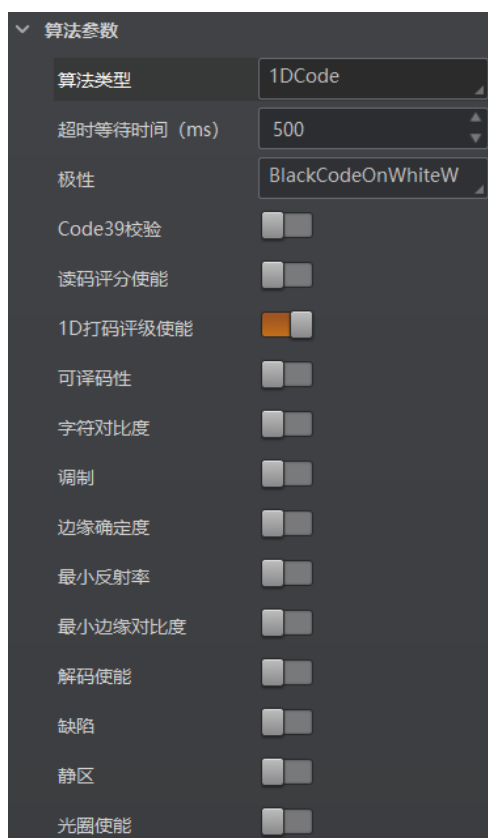 算法参数
算法类型 1DCode
超时等待时间（ms） 500
极性 BlackCodeOnWhiteW
Code39校验
读码评分使能
1D打码评级使能
可译码性
字符对比度
调制
边缘确定度
最小反射率
最小边缘对比度
解码使能
缺陷
静区
光圈使能